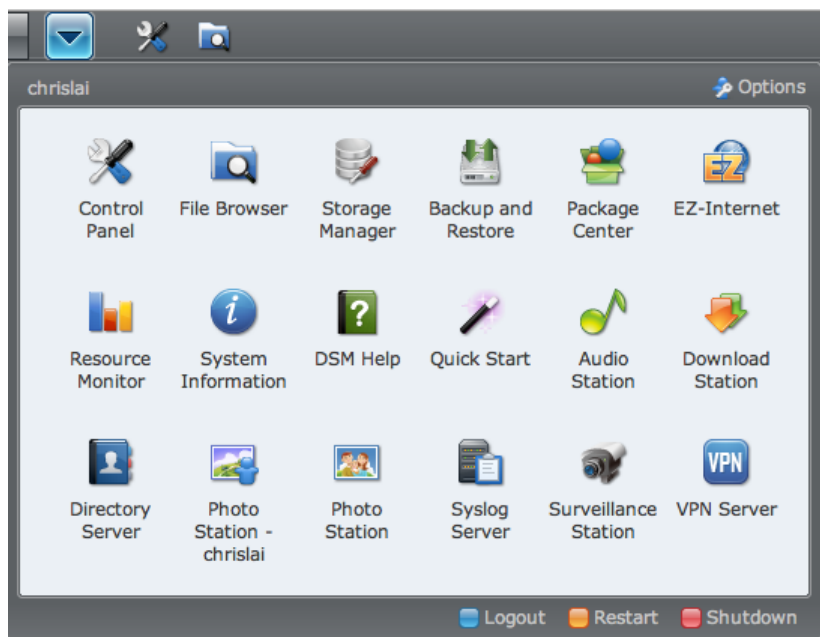 chrislai
Options
Control Panel
File Browser
Storage Manager
Backup and Restore
Package Center
EZ
EZ-Internet
Resource Monitor
i
System Information
?
DSM Help
Quick Start
Audio Station
Download Station
Directory Server
Photo Station - chrislai
Photo Station
Syslog Server
Surveillance Station
VPN
VPN Server
Logout
Restart
Shutdown